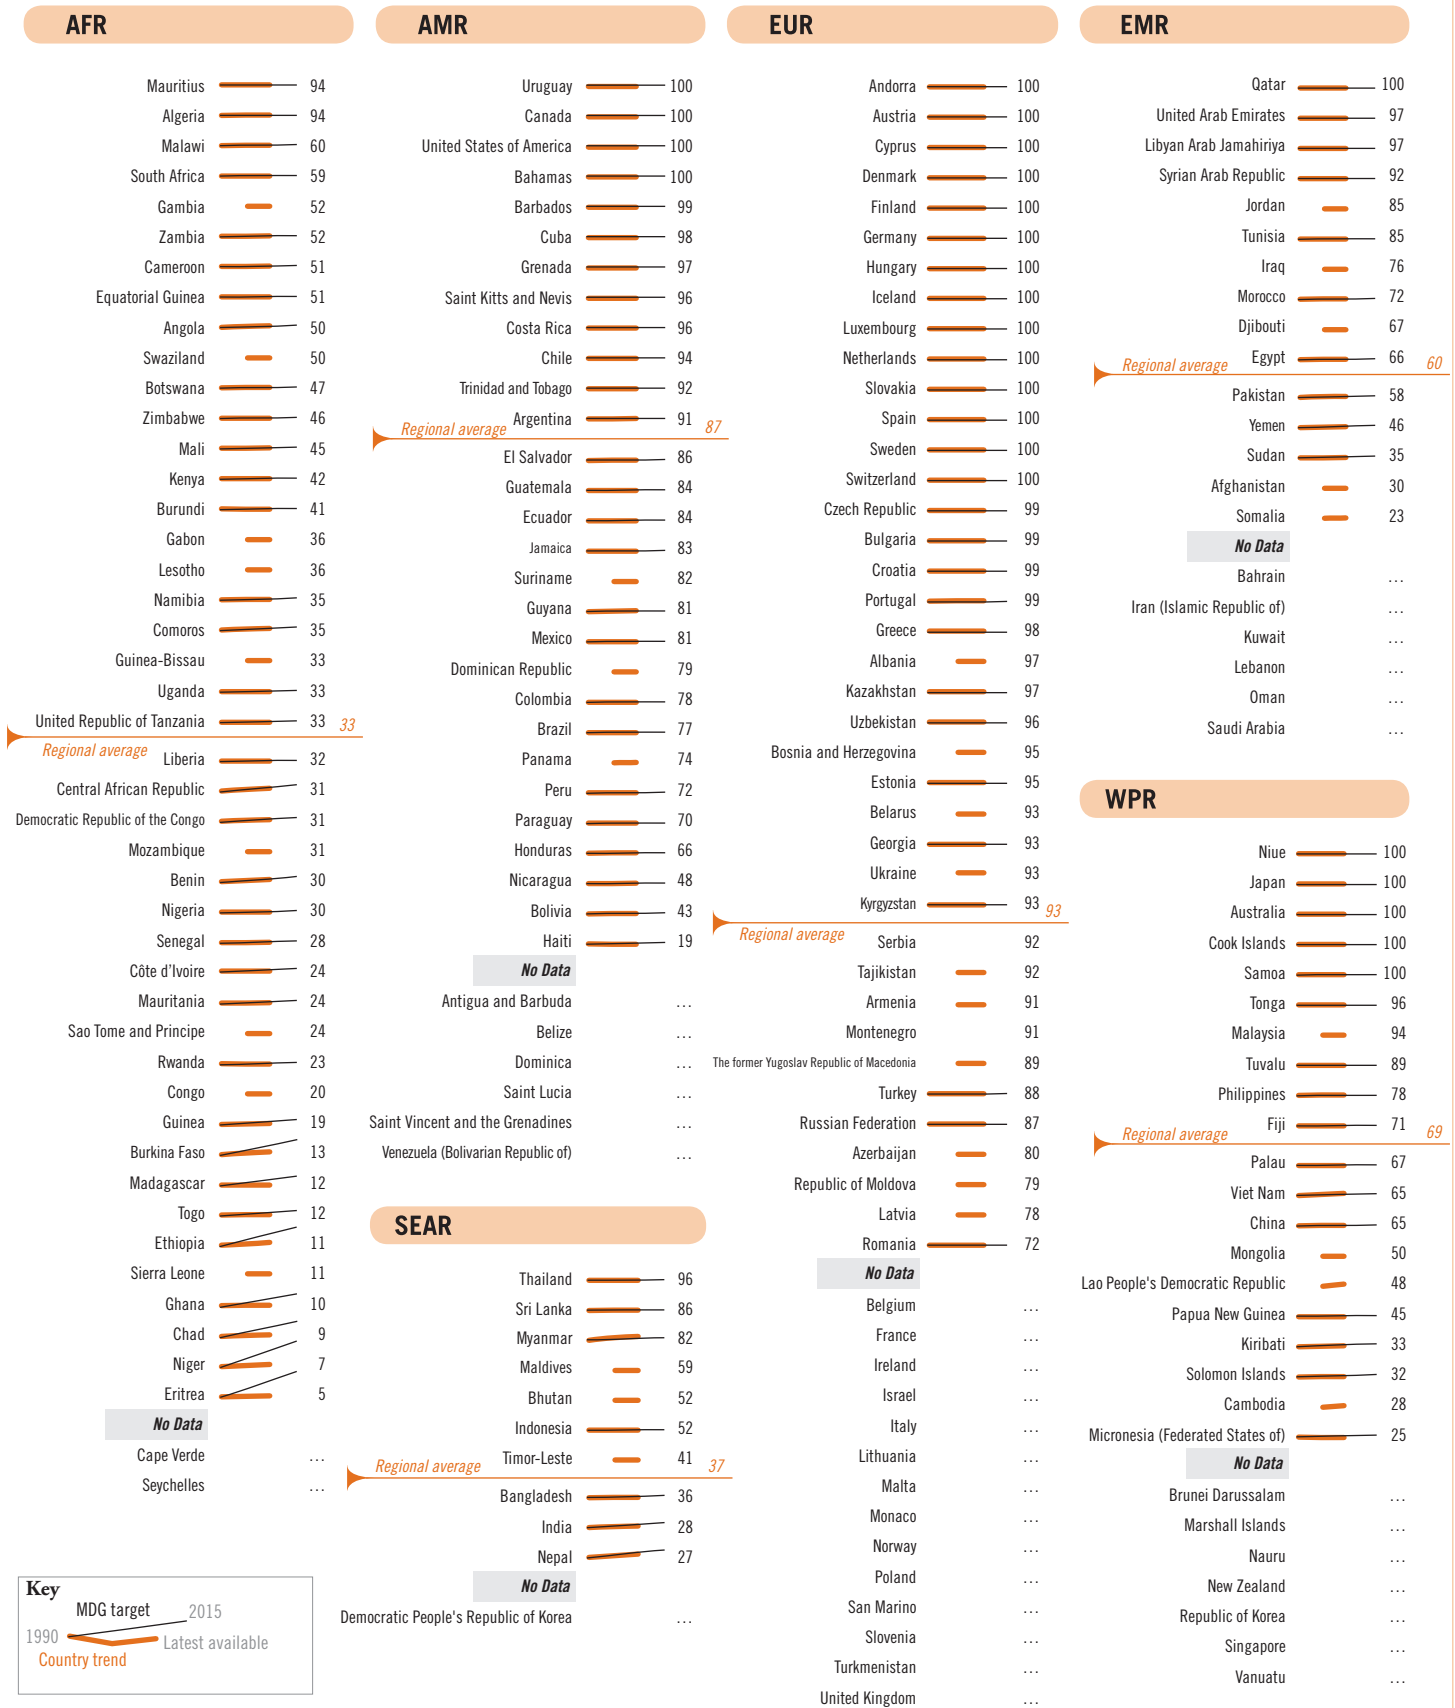 AFR
Mauritius 94
Algeria 94
Malawi 60
South Africa 59
Gambia 52
Zambia 52
Cameroon 51
Equatorial Guinea 51
Angola 50
Swaziland 50
Botswana 47
Zimbabwe 46
Mali 45
Kenya 42
Burundi 41
Gabon 36
Lesotho 36
Namibia 35
Comoros 35
Guinea-Bissau 33
Uganda 33
United Republic of Tanzania 33 33
Regional average
Liberia 32
Central African Republic 31
Democratic Republic of the Congo 31
Mozambique 31
Benin 30
Nigeria 30
Senegal 28
Côte d'Ivoire 24
Mauritania 24
Sao Tome and Principe 24
Rwanda 23
Congo 20
Guinea 19
Burkina Faso 13
Madagascar 12
Togo 12
Ethiopia 11
Sierra Leone 11
Ghana 10
Chad 9
Niger 7
Eritrea 5
No Data
Cape Verde ...
Seychelles ...
Key
MDG target 2015
1990
Latest available
Country trend
AMR
Uruguay 100
Canada 100
United States of America 100
Bahamas 100
Barbados 99
Cuba 98
Grenada 97
Saint Kitts and Nevis 96
Costa Rica 96
Chile 94
Trinidad and Tobago 92
Argentina 91
Regional average 87
El Salvador 86
Guatemala 84
Ecuador 84
Jamaica 83
Suriname 82
Guyana 81
Mexico 81
Dominican Republic 79
Colombia 78
Brazil 77
Panama 74
Peru 72
Paraguay 70
Honduras 66
Nicaragua 48
Bolivia 43
Haiti 19
No Data
Antigua and Barbuda ...
Belize ...
Dominica ...
Saint Lucia ...
Saint Vincent and the Grenadines ...
Venezuela (Bolivarian Republic of) ...
SEAR
Thailand 96
Sri Lanka 86
Myanmar 82
Maldives 59
Bhutan 52
Indonesia 52
Timor-Leste 41
Regional average 37
Bangladesh 36
India 28
Nepal 27
No Data
Democratic People's Republic of Korea ...
EUR
Andorra 100
Austria 100
Cyprus 100
Denmark 100
Finland 100
Germany 100
Hungary 100
Iceland 100
Luxembourg 100
Netherlands 100
Slovakia 100
Spain 100
Sweden 100
Switzerland 100
Czech Republic 99
Bulgaria 99
Croatia 99
Portugal 99
Greece 98
Albania 97
Kazakhstan 97
Uzbekistan 96
Bosnia and Herzegovina 95
Estonia 95
Belarus 93
Georgia 93
Ukraine 93
Kyrgyzstan 93 93
Regional average
Serbia 92
Tajikistan 92
Armenia 91
Montenegro 91
The former Yugoslav Republic of Macedonia 89
Turkey 88
Russian Federation 87
Azerbaijan 80
Republic of Moldova 79
Latvia 78
Romania 72
No Data
Belgium ...
France ...
Ireland ...
Israel ...
Italy ...
Lithuania ...
Malta ...
Monaco ...
Norway ...
Poland ...
San Marino ...
Slovenia ...
Turkmenistan ...
United Kingdom ...
EMR
Qatar 100
United Arab Emirates 97
Libyan Arab Jamahiriya 97
Syrian Arab Republic 92
Jordan 85
Tunisia 85
Iraq 76
Morocco 72
Djibouti 67
Egypt 66
Regional average 60
Pakistan 58
Yemen 46
Sudan 35
Afghanistan 30
Somalia 23
No Data
Bahrain ...
Iran (Islamic Republic of) ...
Kuwait ...
Lebanon ...
Oman ...
Saudi Arabia ...
WPR
Niue 100
Japan 100
Australia 100
Cook Islands 100
Samoa 100
Tonga 96
Malaysia 94
Tuvalu 89
Philippines 78
Fiji 71
Regional average 69
Palau 67
Viet Nam 65
China 65
Mongolia 50
Lao People's Democratic Republic 48
Papua New Guinea 45
Kiribati 33
Solomon Islands 32
Cambodia 28
Micronesia (Federated States of) 25
No Data
Brunei Darussalam ...
Marshall Islands ...
Nauru ...
New Zealand ...
Republic of Korea ...
Singapore ...
Vanuatu ...